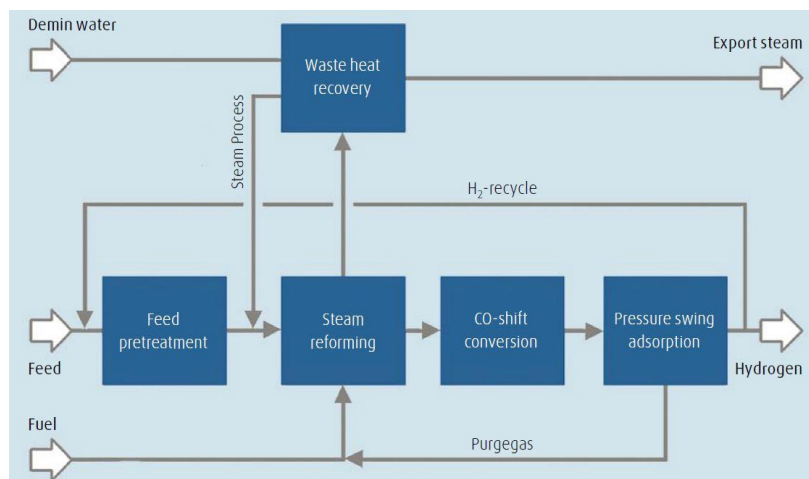 Demin water
Waste heat
recovery
Export steam
Steam Process
H₂-recycle
Feed
pretreatment
Steam
reforming
CO-shift
conversion
Pressure swing
adsorption
Feed
Hydrogen
Fuel
Purgegas